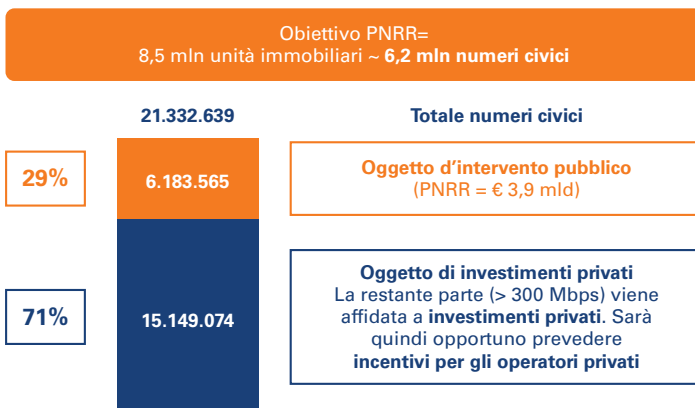 Obiettivo PNRR=
8,5 mln unità immobiliari ~ 6,2 mln numeri civici
21.332.639
Totale numeri civici
29%
6.183.565
Oggetto d'intervento pubblico
(PNRR = € 3,9 mld)
71%
15.149.074
Oggetto di investimenti privati
La restante parte (> 300 Mbps) viene
affidata a investimenti privati. Sarà
quindi opportuno prevedere
incentivi per gli operatori privati